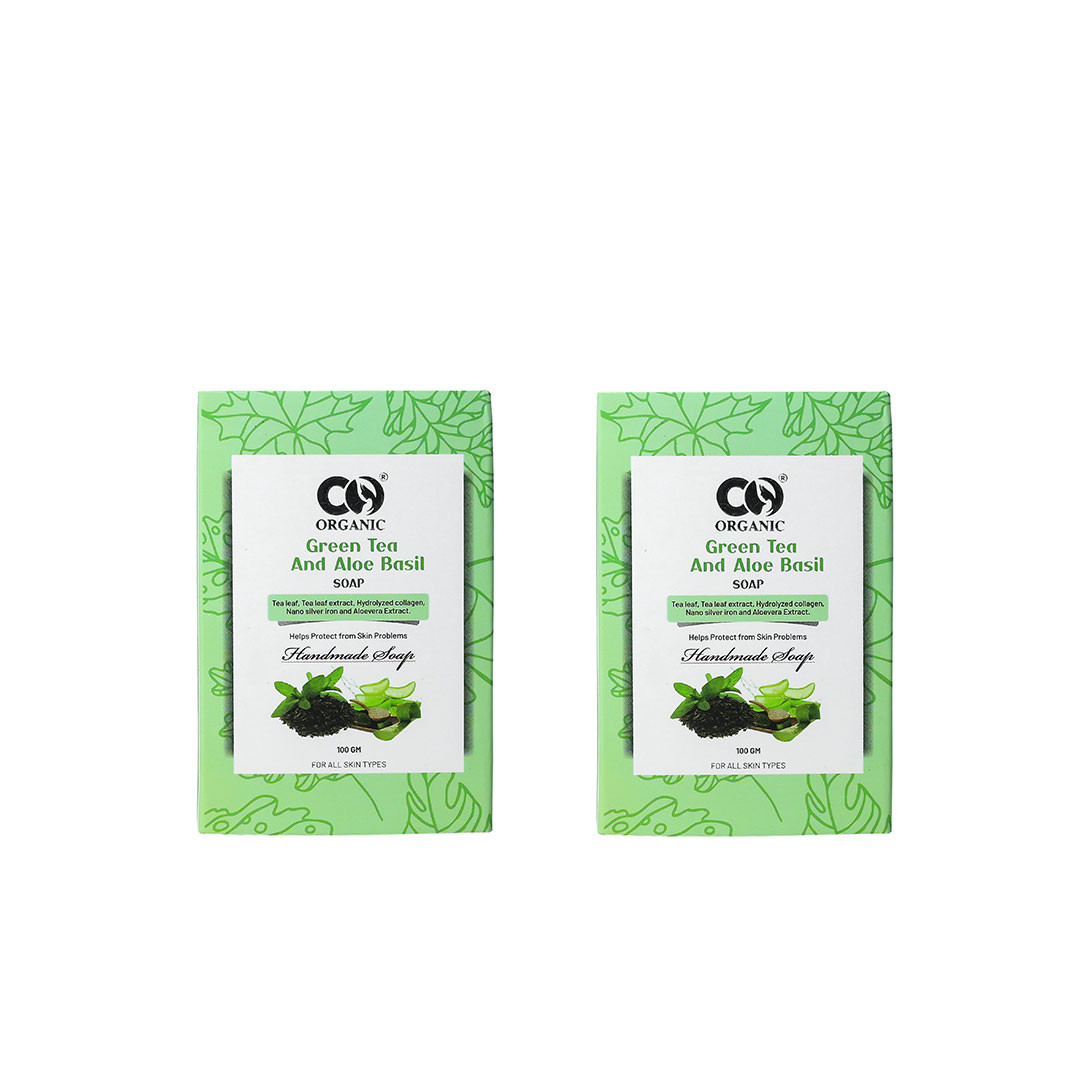 CO
®
ORGANIC
Green Tea
And Aloe Basil
SOAP
Tea leaf, Tea leaf extract, Hydrolyzed collagen,
Nano silver iron and Aloevera Extract.
Helps Protect from Skin Problems
Handmade Soap
100 GM
FOR ALL SKIN TYPES
CO
®
ORGANIC
Green Tea
And Aloe Basil
SOAP
Tea leaf, Tea leaf extract, Hydrolyzed collagen,
Nano silver iron and Aloevera Extract.
Helps Protect from Skin Problems
Handmade Soap
100 GM
FOR ALL SKIN TYPES